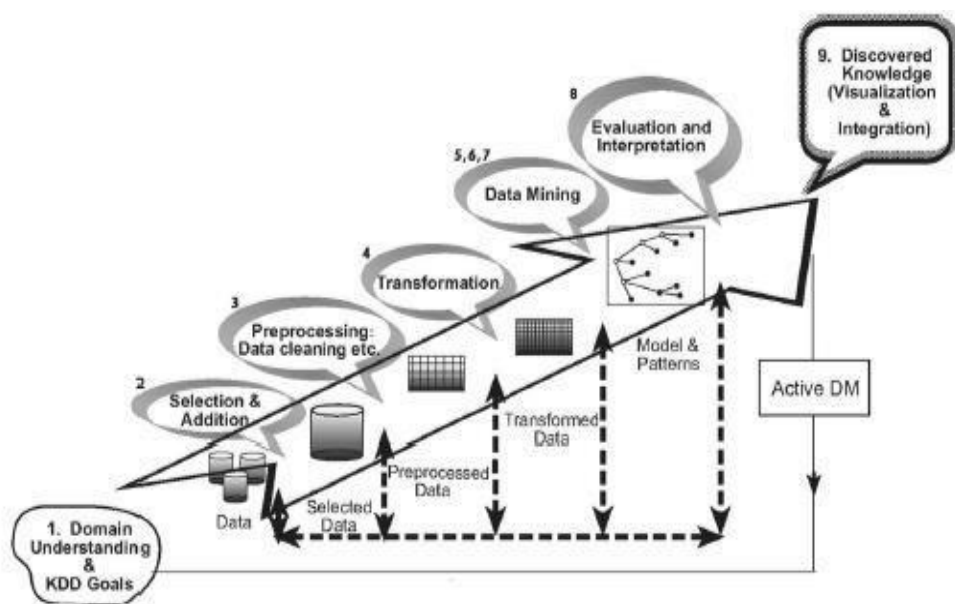 9. Discovered
Knowledge
(Visualization
&
Integration)
8
Evaluation and
Interpretation
5,6,7
Data Mining
4
Transformation
3
Preprocessing:
Data cleaning etc.
2
Selection &
Addition
Model &
Patterns
Active DM
Transformed
Data
Preprocessed
Data
Selected
Data
Data
1. Domain
Understanding
&
KDD Goals